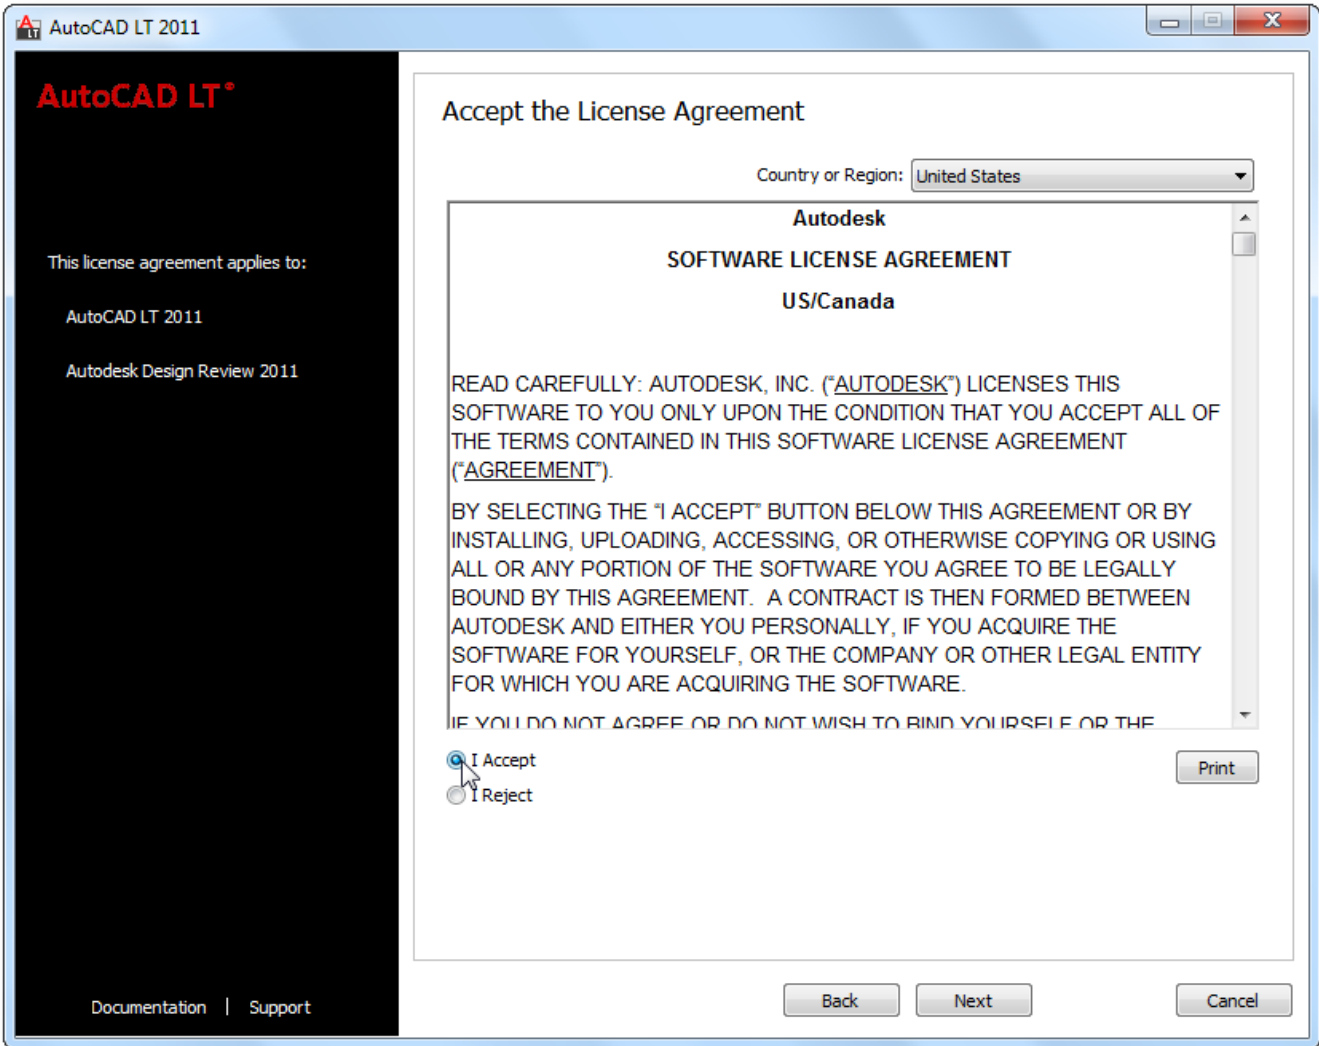 AutoCAD LT 2011
AutoCAD LT®
This license agreement applies to:
AutoCAD LT 2011
Autodesk Design Review 2011
Documentation | Support
Accept the License Agreement
Country or Region: United States
Autodesk
SOFTWARE LICENSE AGREEMENT
US/Canada
READ CAREFULLY: AUTODESK, INC. (“AUTODESK”) LICENSES THIS
SOFTWARE TO YOU ONLY UPON THE CONDITION THAT YOU ACCEPT ALL OF
THE TERMS CONTAINED IN THIS SOFTWARE LICENSE AGREEMENT
(“AGREEMENT”).
BY SELECTING THE “I ACCEPT” BUTTON BELOW THIS AGREEMENT OR BY
INSTALLING, UPLOADING, ACCESSING, OR OTHERWISE COPYING OR USING
ALL OR ANY PORTION OF THE SOFTWARE YOU AGREE TO BE LEGALLY
BOUND BY THIS AGREEMENT.  A CONTRACT IS THEN FORMED BETWEEN
AUTODESK AND EITHER YOU PERSONALLY, IF YOU ACQUIRE THE
SOFTWARE FOR YOURSELF, OR THE COMPANY OR OTHER LEGAL ENTITY
FOR WHICH YOU ARE ACQUIRING THE SOFTWARE.
IF YOU DO NOT AGREE OR DO NOT WISH TO BIND YOURSELF OR THE
I Accept
I Reject
Print
Back
Next
Cancel